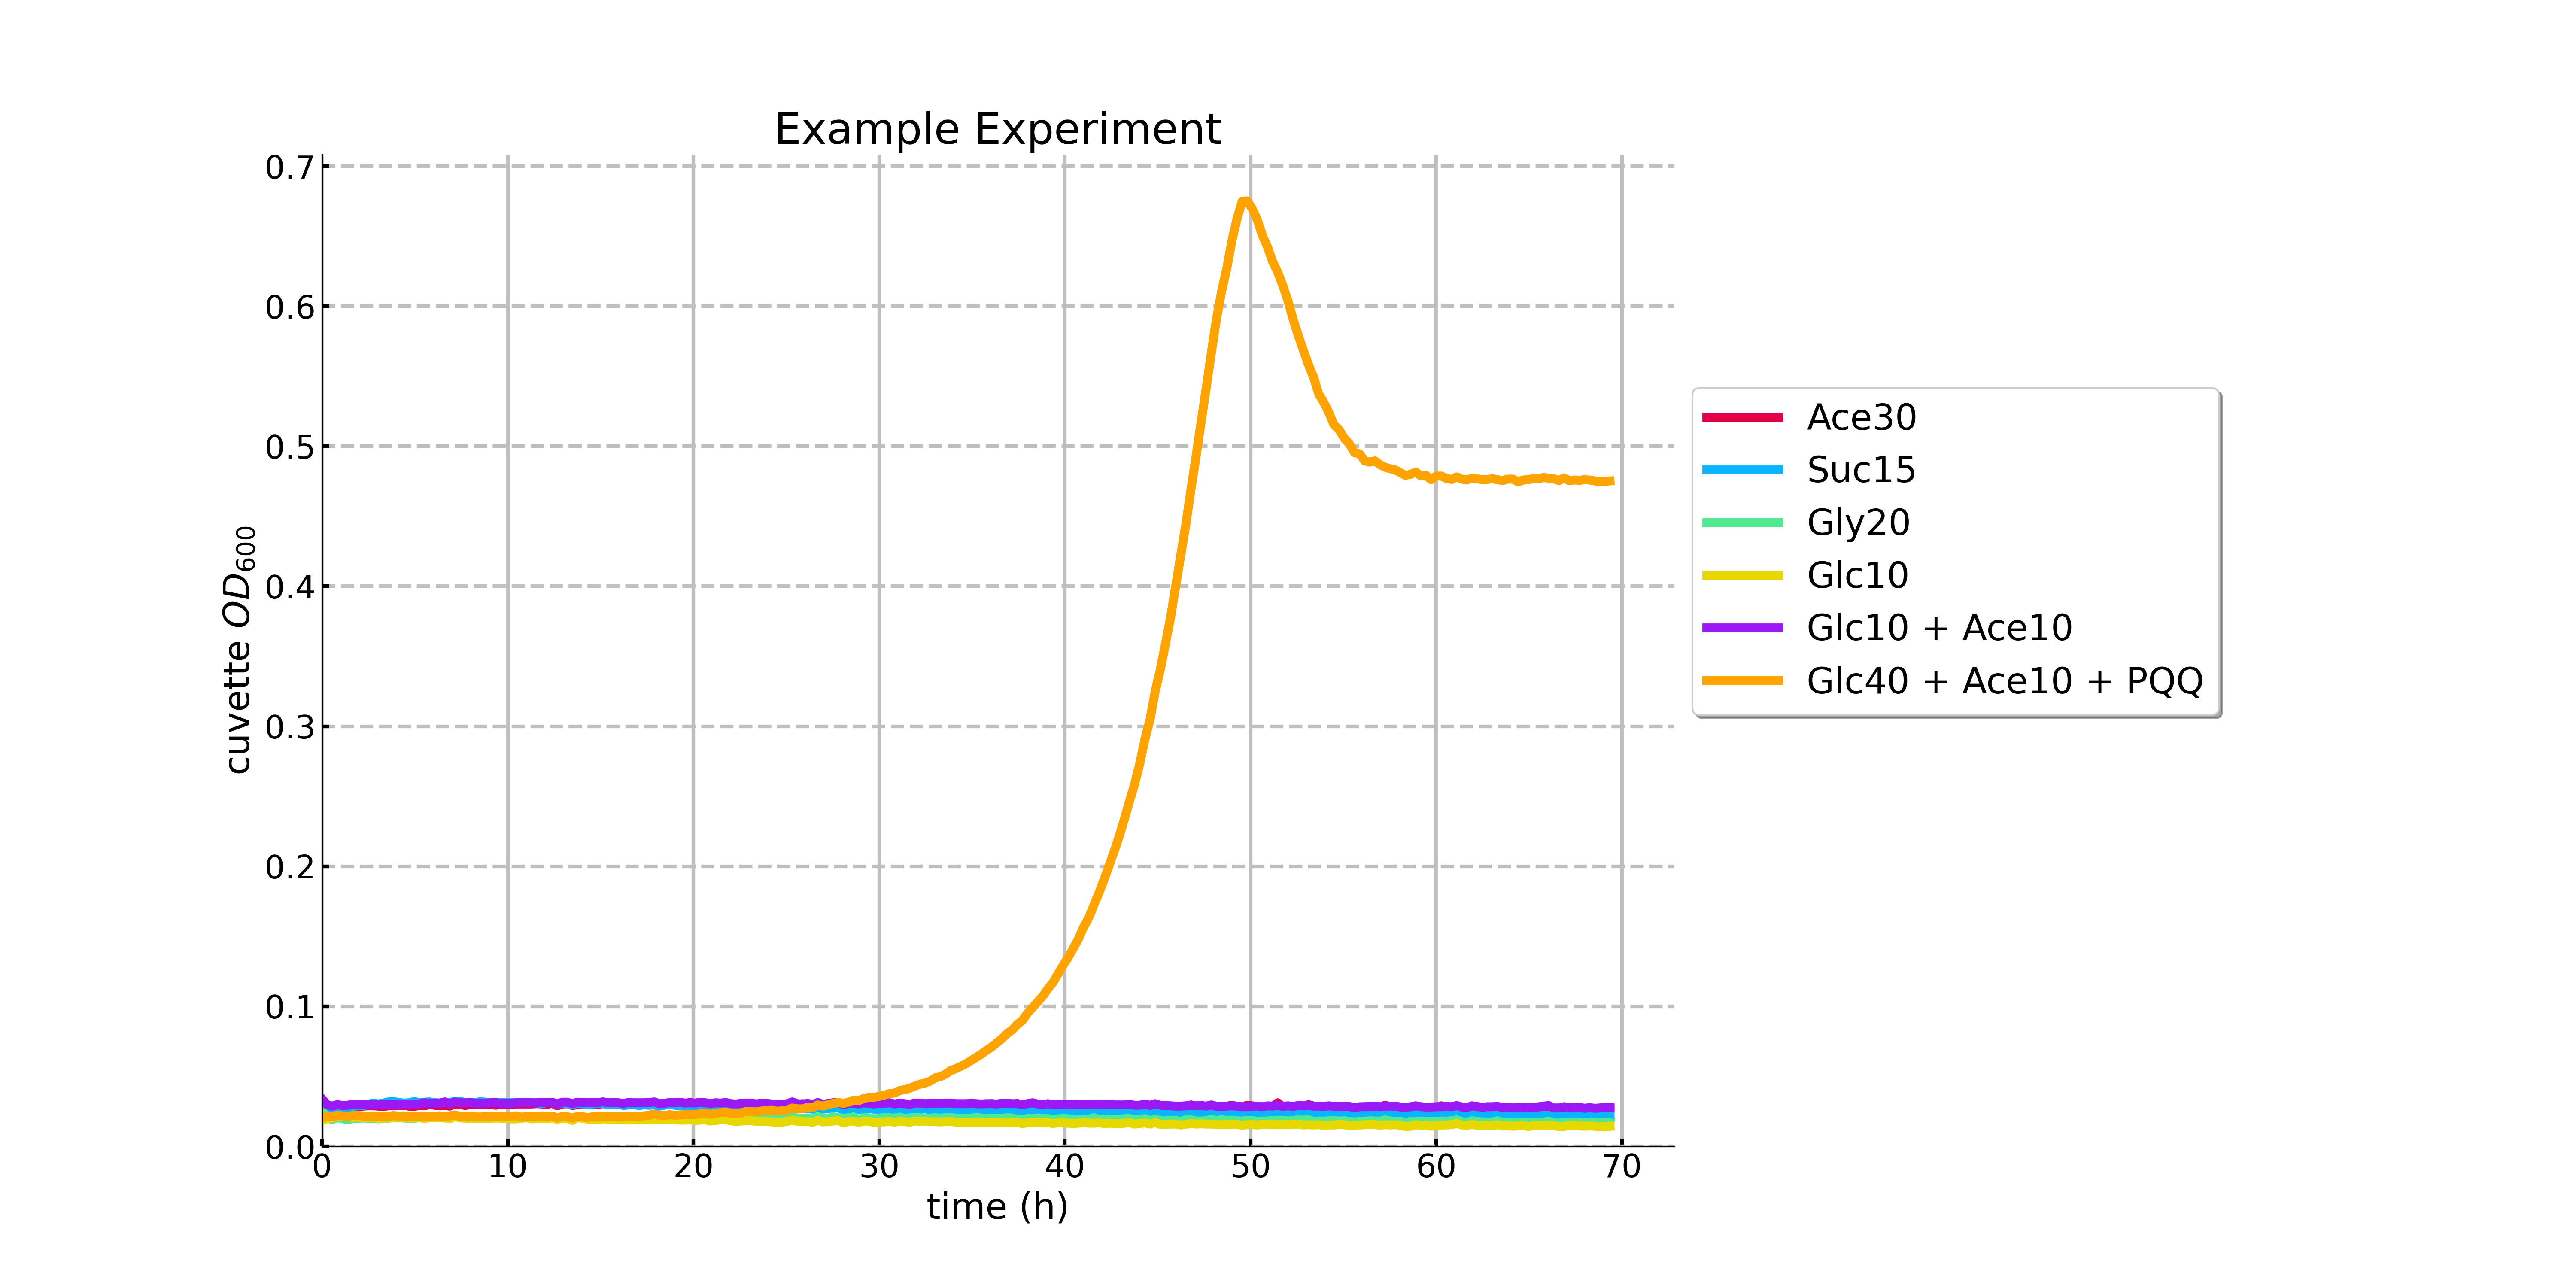 Example Experiment
0.7
0.6
0.5
0.4
0.3
0.2
0.1
0.0
cuvette OD600
0 10 20 30 40 50 60 70
time (h)
Ace30
Suc15
Gly20
Glc10
Glc10 + Ace10
Glc40 + Ace10 + PQQ